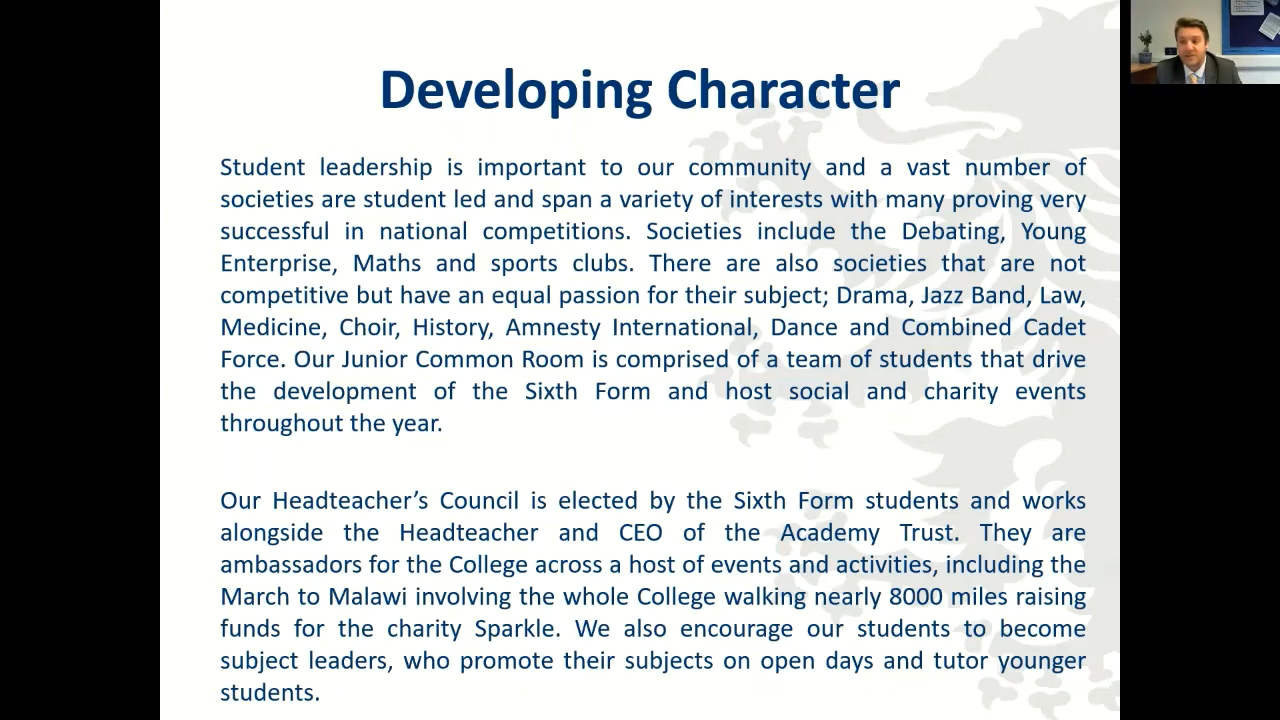 Developing Character
Student leadership is important to our community and a vast number of
societies are student led and span a variety of interests with many proving very
successful in national competitions. Societies include the Debating, Young
Enterprise, Maths and sports clubs. There are also societies that are not
competitive but have an equal passion for their subject; Drama, Jazz Band, Law,
Medicine, Choir, History, Amnesty International, Dance and Combined Cadet
Force. Our Junior Common Room is comprised of a team of students that drive
the development of the Sixth Form and host social and charity events
throughout the year.
Our Headteacher’s Council is elected by the Sixth Form students and works
alongside the Headteacher and CEO of the Academy Trust. They are
ambassadors for the College across a host of events and activities, including the
March to Malawi involving the whole College walking nearly 8000 miles raising
funds for the charity Sparkle. We also encourage our students to become
subject leaders, who promote their subjects on open days and tutor younger
students.